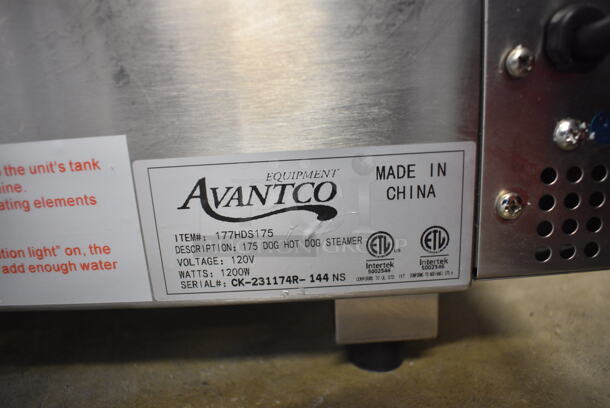 o the unit's tank
ine.
ating elements
tion light" on, the
add enough water
EQUIPMENT
AVANTCO
MADE IN
CHINA
ITEM#: 177HDS175
DESCRIPTION: 175 DOG HOT DOG STEAMER
VOLTAGE: 120V
WATTS: 1200W
SERIAL#: CK-231174R-144 NS
ETL
Intertek
5002546
ETL
Intertek
5002546